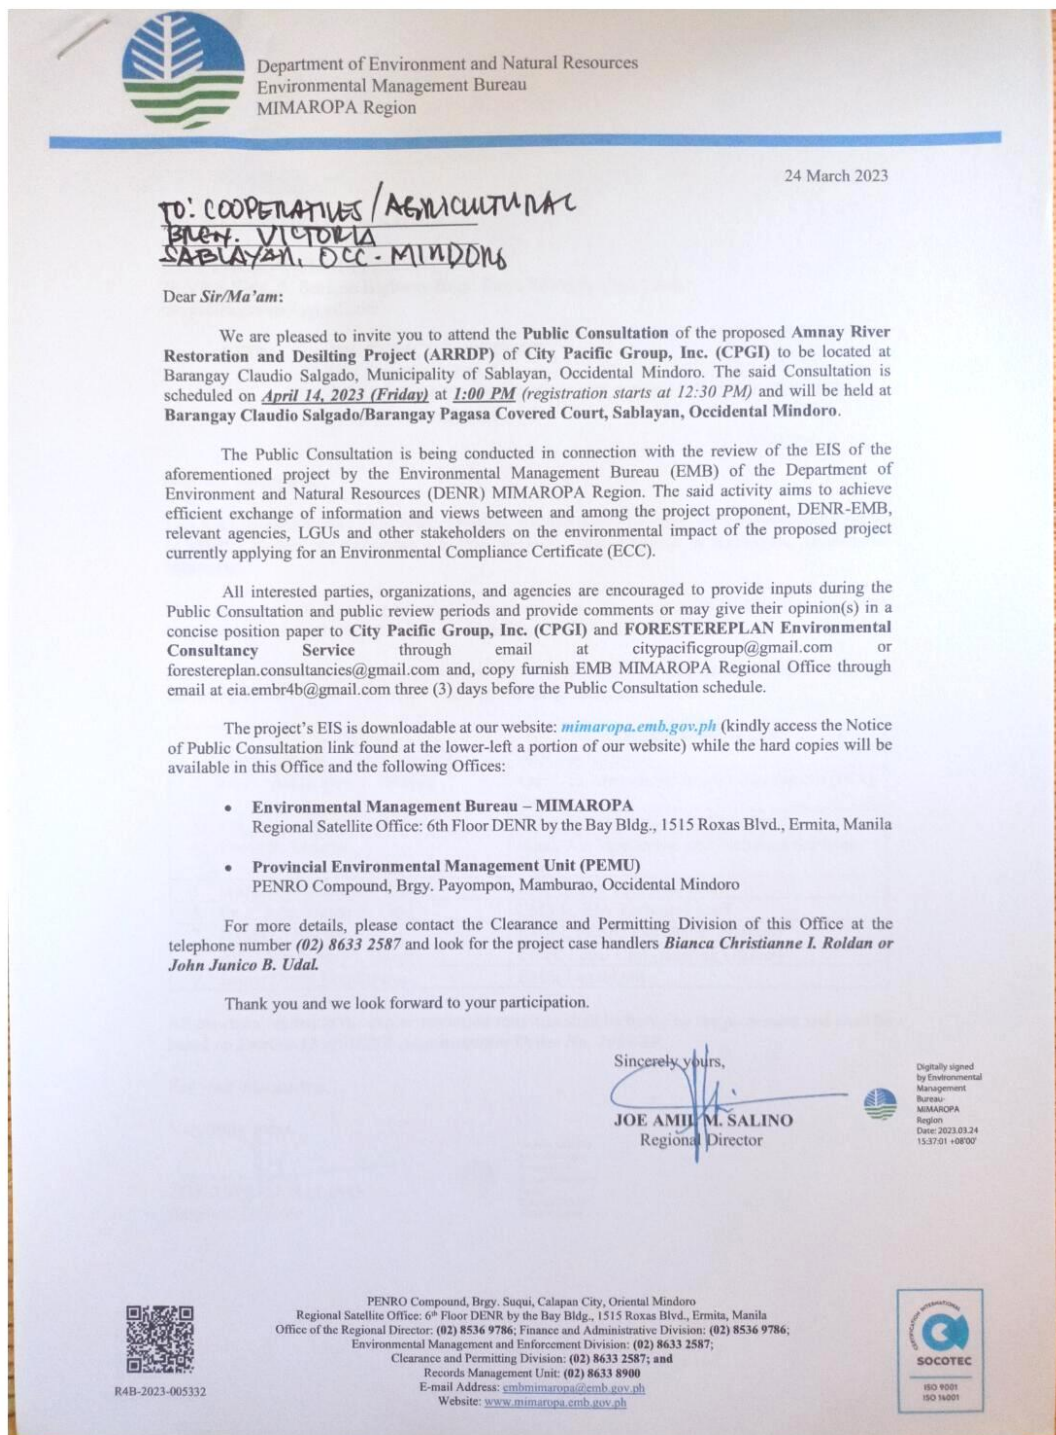 Department of Environment and Natural Resources
Environmental Management Bureau
MIMAROPA Region
24 March 2023
TO: COOPERATIVES / AGRICULTURAL
BRGY. VICTORIA
SABLAYAN, OCC. MINDORO
Dear Sir/Ma'am:
We are pleased to invite you to attend the Public Consultation of the proposed Amnay River
Restoration and Desilting Project (ARRDP) of City Pacific Group, Inc. (CPGI) to be located at
Barangay Claudio Salgado, Municipality of Sablayan, Occidental Mindoro. The said Consultation is
scheduled on April 14, 2023 (Friday) at 1:00 PM (registration starts at 12:30 PM) and will be held at
Barangay Claudio Salgado/Barangay Pagasa Covered Court, Sablayan, Occidental Mindoro.
The Public Consultation is being conducted in connection with the review of the EIS of the
aforementioned project by the Environmental Management Bureau (EMB) of the Department of
Environment and Natural Resources (DENR) MIMAROPA Region. The said activity aims to achieve
efficient exchange of information and views between and among the project proponent, DENR-EMB,
relevant agencies, LGUs and other stakeholders on the environmental impact of the proposed project
currently applying for an Environmental Compliance Certificate (ECC).
All interested parties, organizations, and agencies are encouraged to provide inputs during the
Public Consultation and public review periods and provide comments or may give their opinion(s) in a
concise position paper to City Pacific Group, Inc. (CPGI) and FORESTEREPLAN Environmental
Consultancy Service through email at citypacificgroup@gmail.com or
forestereplan.consultancies@gmail.com and, copy furnish EMB MIMAROPA Regional Office through
email at eia.embr4b@gmail.com three (3) days before the Public Consultation schedule.
The project's EIS is downloadable at our website: mimaropa.emb.gov.ph (kindly access the Notice
of Public Consultation link found at the lower-left a portion of our website) while the hard copies will be
available in this Office and the following Offices:
• Environmental Management Bureau – MIMAROPA
Regional Satellite Office: 6th Floor DENR by the Bay Bldg., 1515 Roxas Blvd., Ermita, Manila
• Provincial Environmental Management Unit (PEMU)
PENRO Compound, Brgy. Payompon, Mamburao, Occidental Mindoro
For more details, please contact the Clearance and Permitting Division of this Office at the
telephone number (02) 8633 2587 and look for the project case handlers Bianca Christianne I. Roldan or
John Junico B. Udal.
Thank you and we look forward to your participation.
Sincerely yours,
JOE AMIL M. SALINO
Regional Director
Digitally signed
by Environmental
Management
Bureau-
MIMAROPA
Region
Date: 2023.03.24
15:37:01 +08'00'
PENRO Compound, Brgy. Suqui, Calapan City, Oriental Mindoro
Regional Satellite Office: 6th Floor DENR by the Bay Bldg., 1515 Roxas Blvd., Ermita, Manila
Office of the Regional Director: (02) 8536 9786; Finance and Administrative Division: (02) 8536 9786;
Environmental Management and Enforcement Division: (02) 8633 2587;
Clearance and Permitting Division: (02) 8633 2587; and
Records Management Unit: (02) 8633 8900
E-mail Address: embmimaropa@emb.gov.ph
Website: www.mimaropa.emb.gov.ph
R4B-2023-005332
CERTIFICATION INTERNATIONAL
SOCOTEC
ISO 9001
ISO 14001